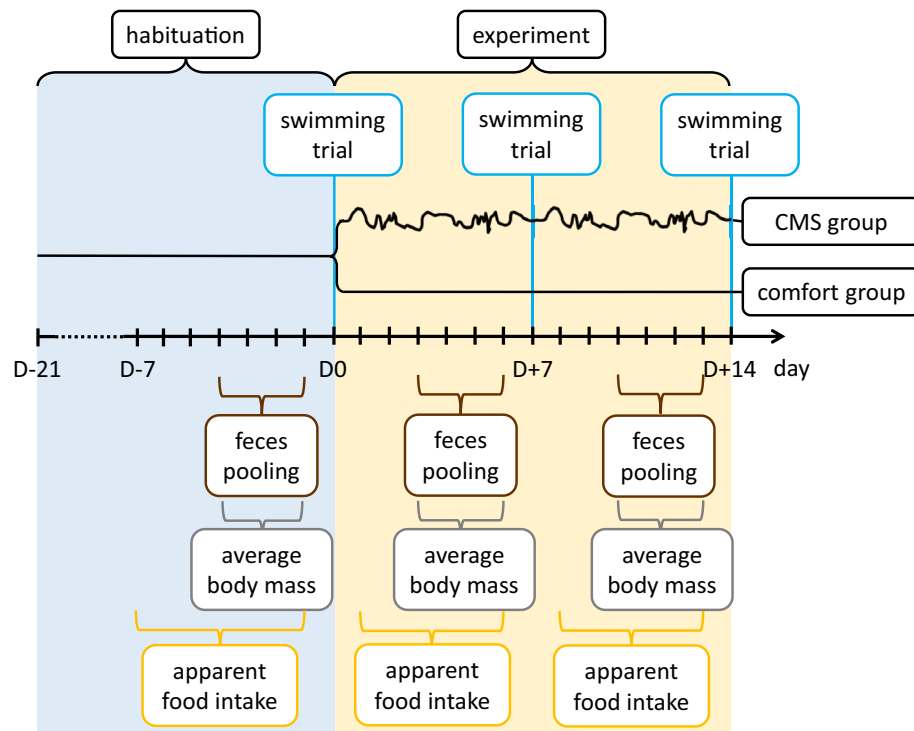 habituation
experiment
swimming
trial
swimming
trial
swimming
trial
CMS group
comfort group
D-21
D-7
D0
D+7
D+14
day
feces
pooling
feces
pooling
feces
pooling
average
body mass
average
body mass
average
body mass
apparent
food intake
apparent
food intake
apparent
food intake